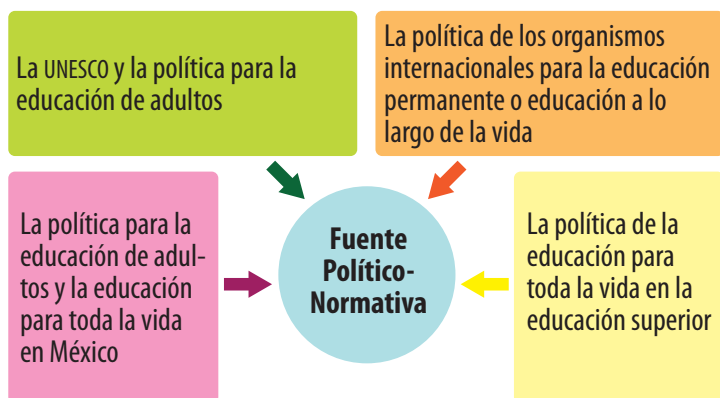 La UNESCO y la política para la
educación de adultos
La política de los organismos
internacionales para la educación
permanente o educación a lo
largo de la vida
La política para la
educación de adul-
tos y la educación
para toda la vida
en México
Fuente
Político-
Normativa
La política de la
educación para
toda la vida en la
educación superior